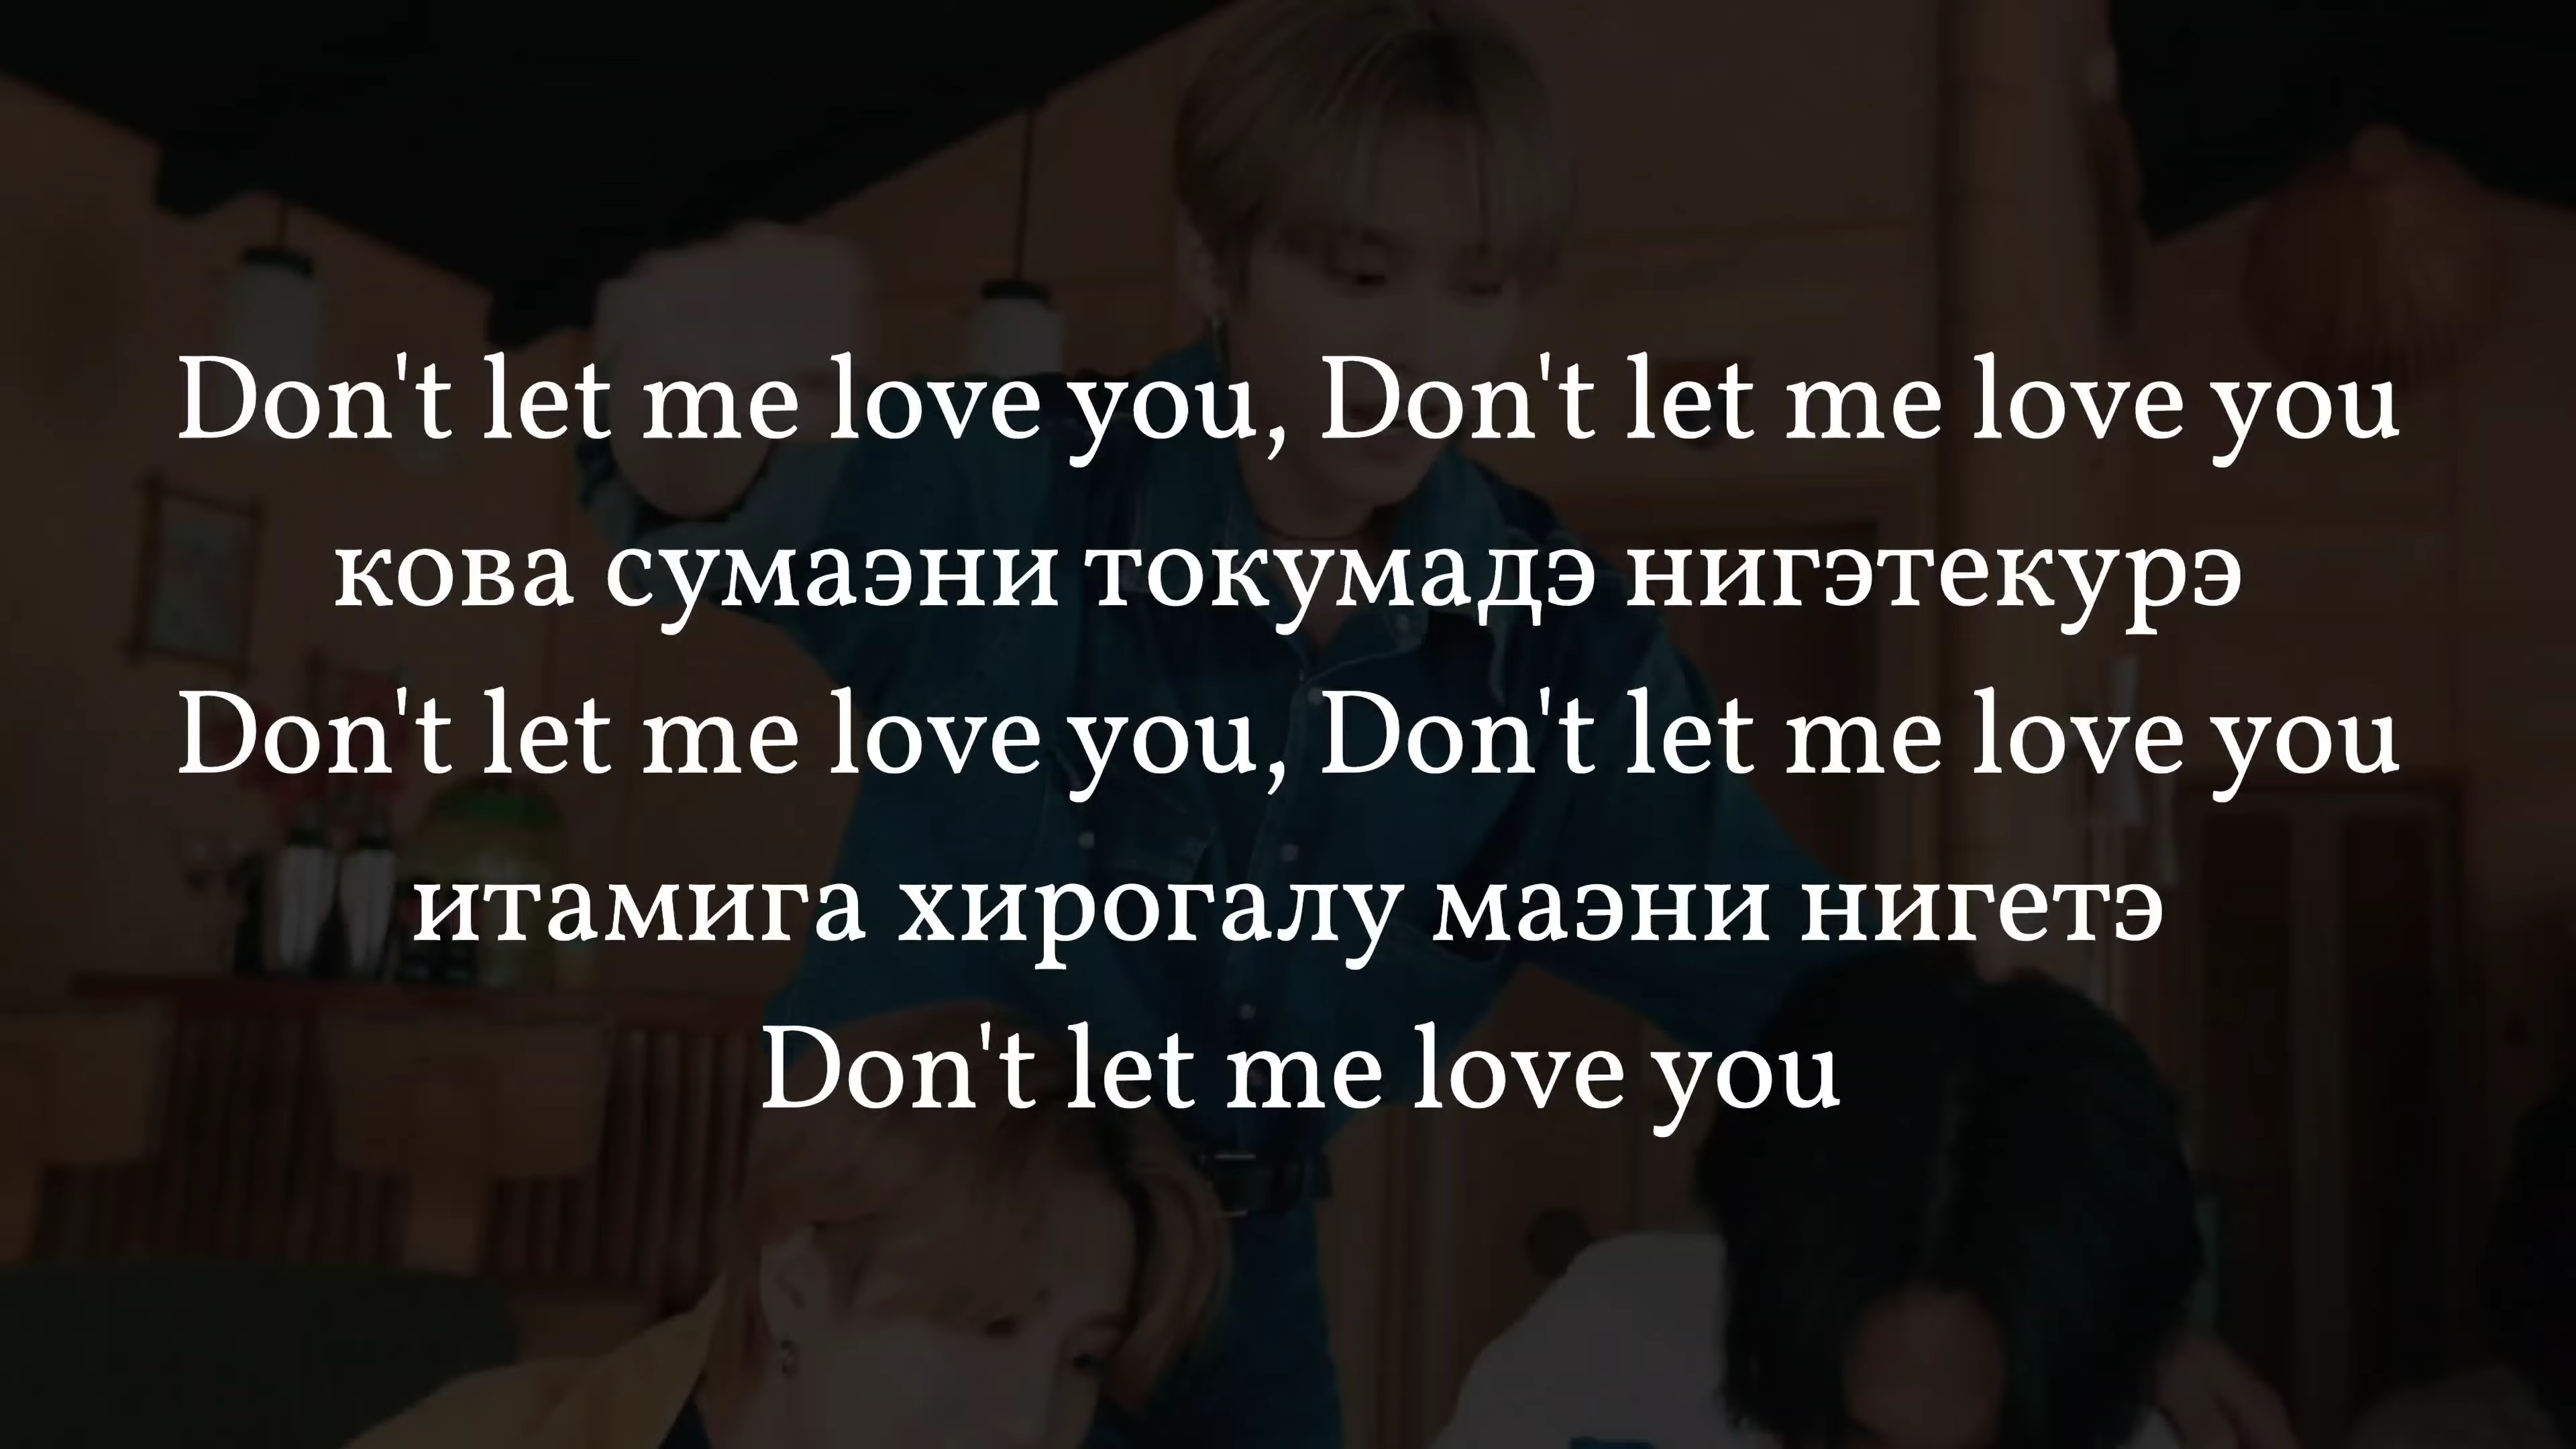 Don't let me love you, Don't let me love you
кова сумаэни токумадэ нигэтекурэ
Don't let me love you, Don't let me love you
итамига хирогалу маэни нигетэ
Don't let me love you